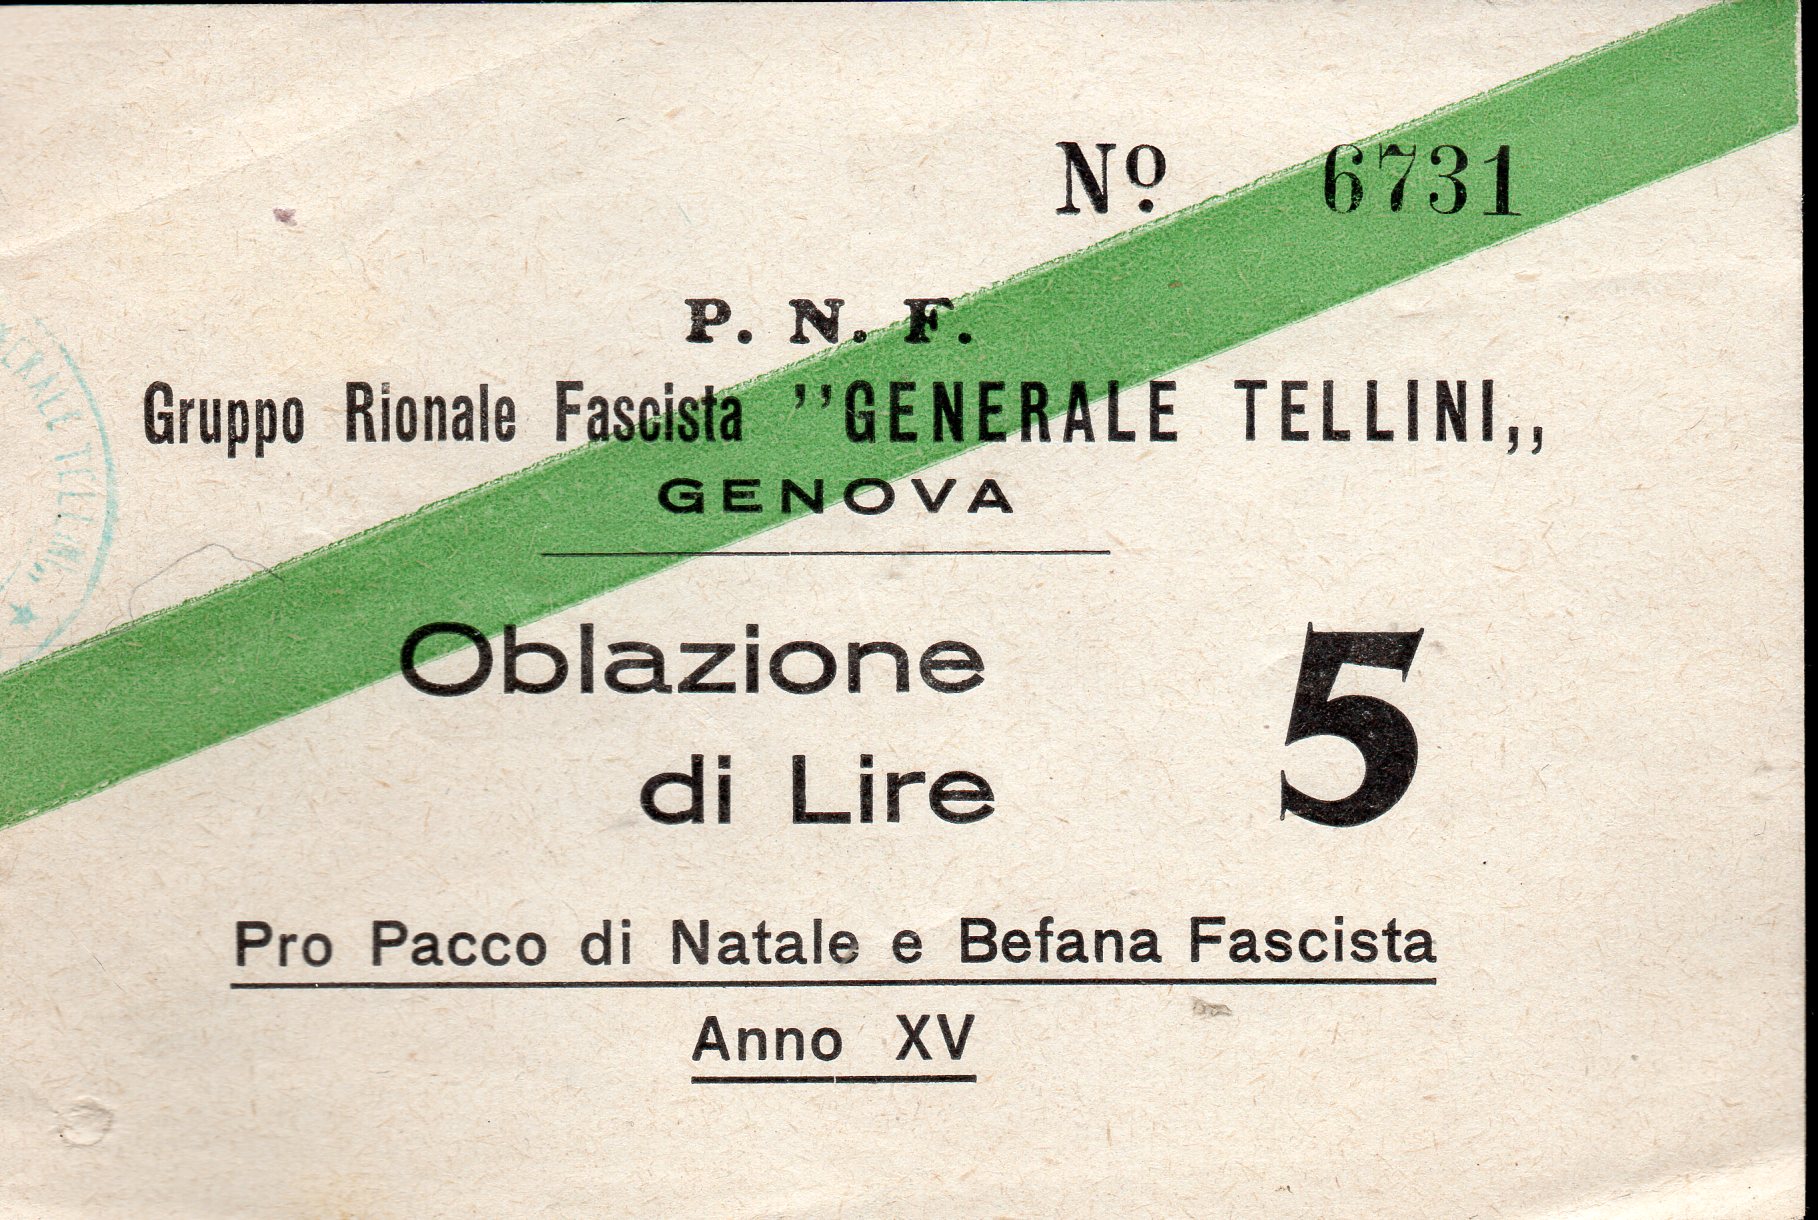 Nº 6731
P. N. F.
Gruppo Rionale Fascista ''GENERALE TELLINI,,
GENOVA
Oblazione
di Lire 5
Pro Pacco di Natale e Befana Fascista
Anno XV
TELLINI„